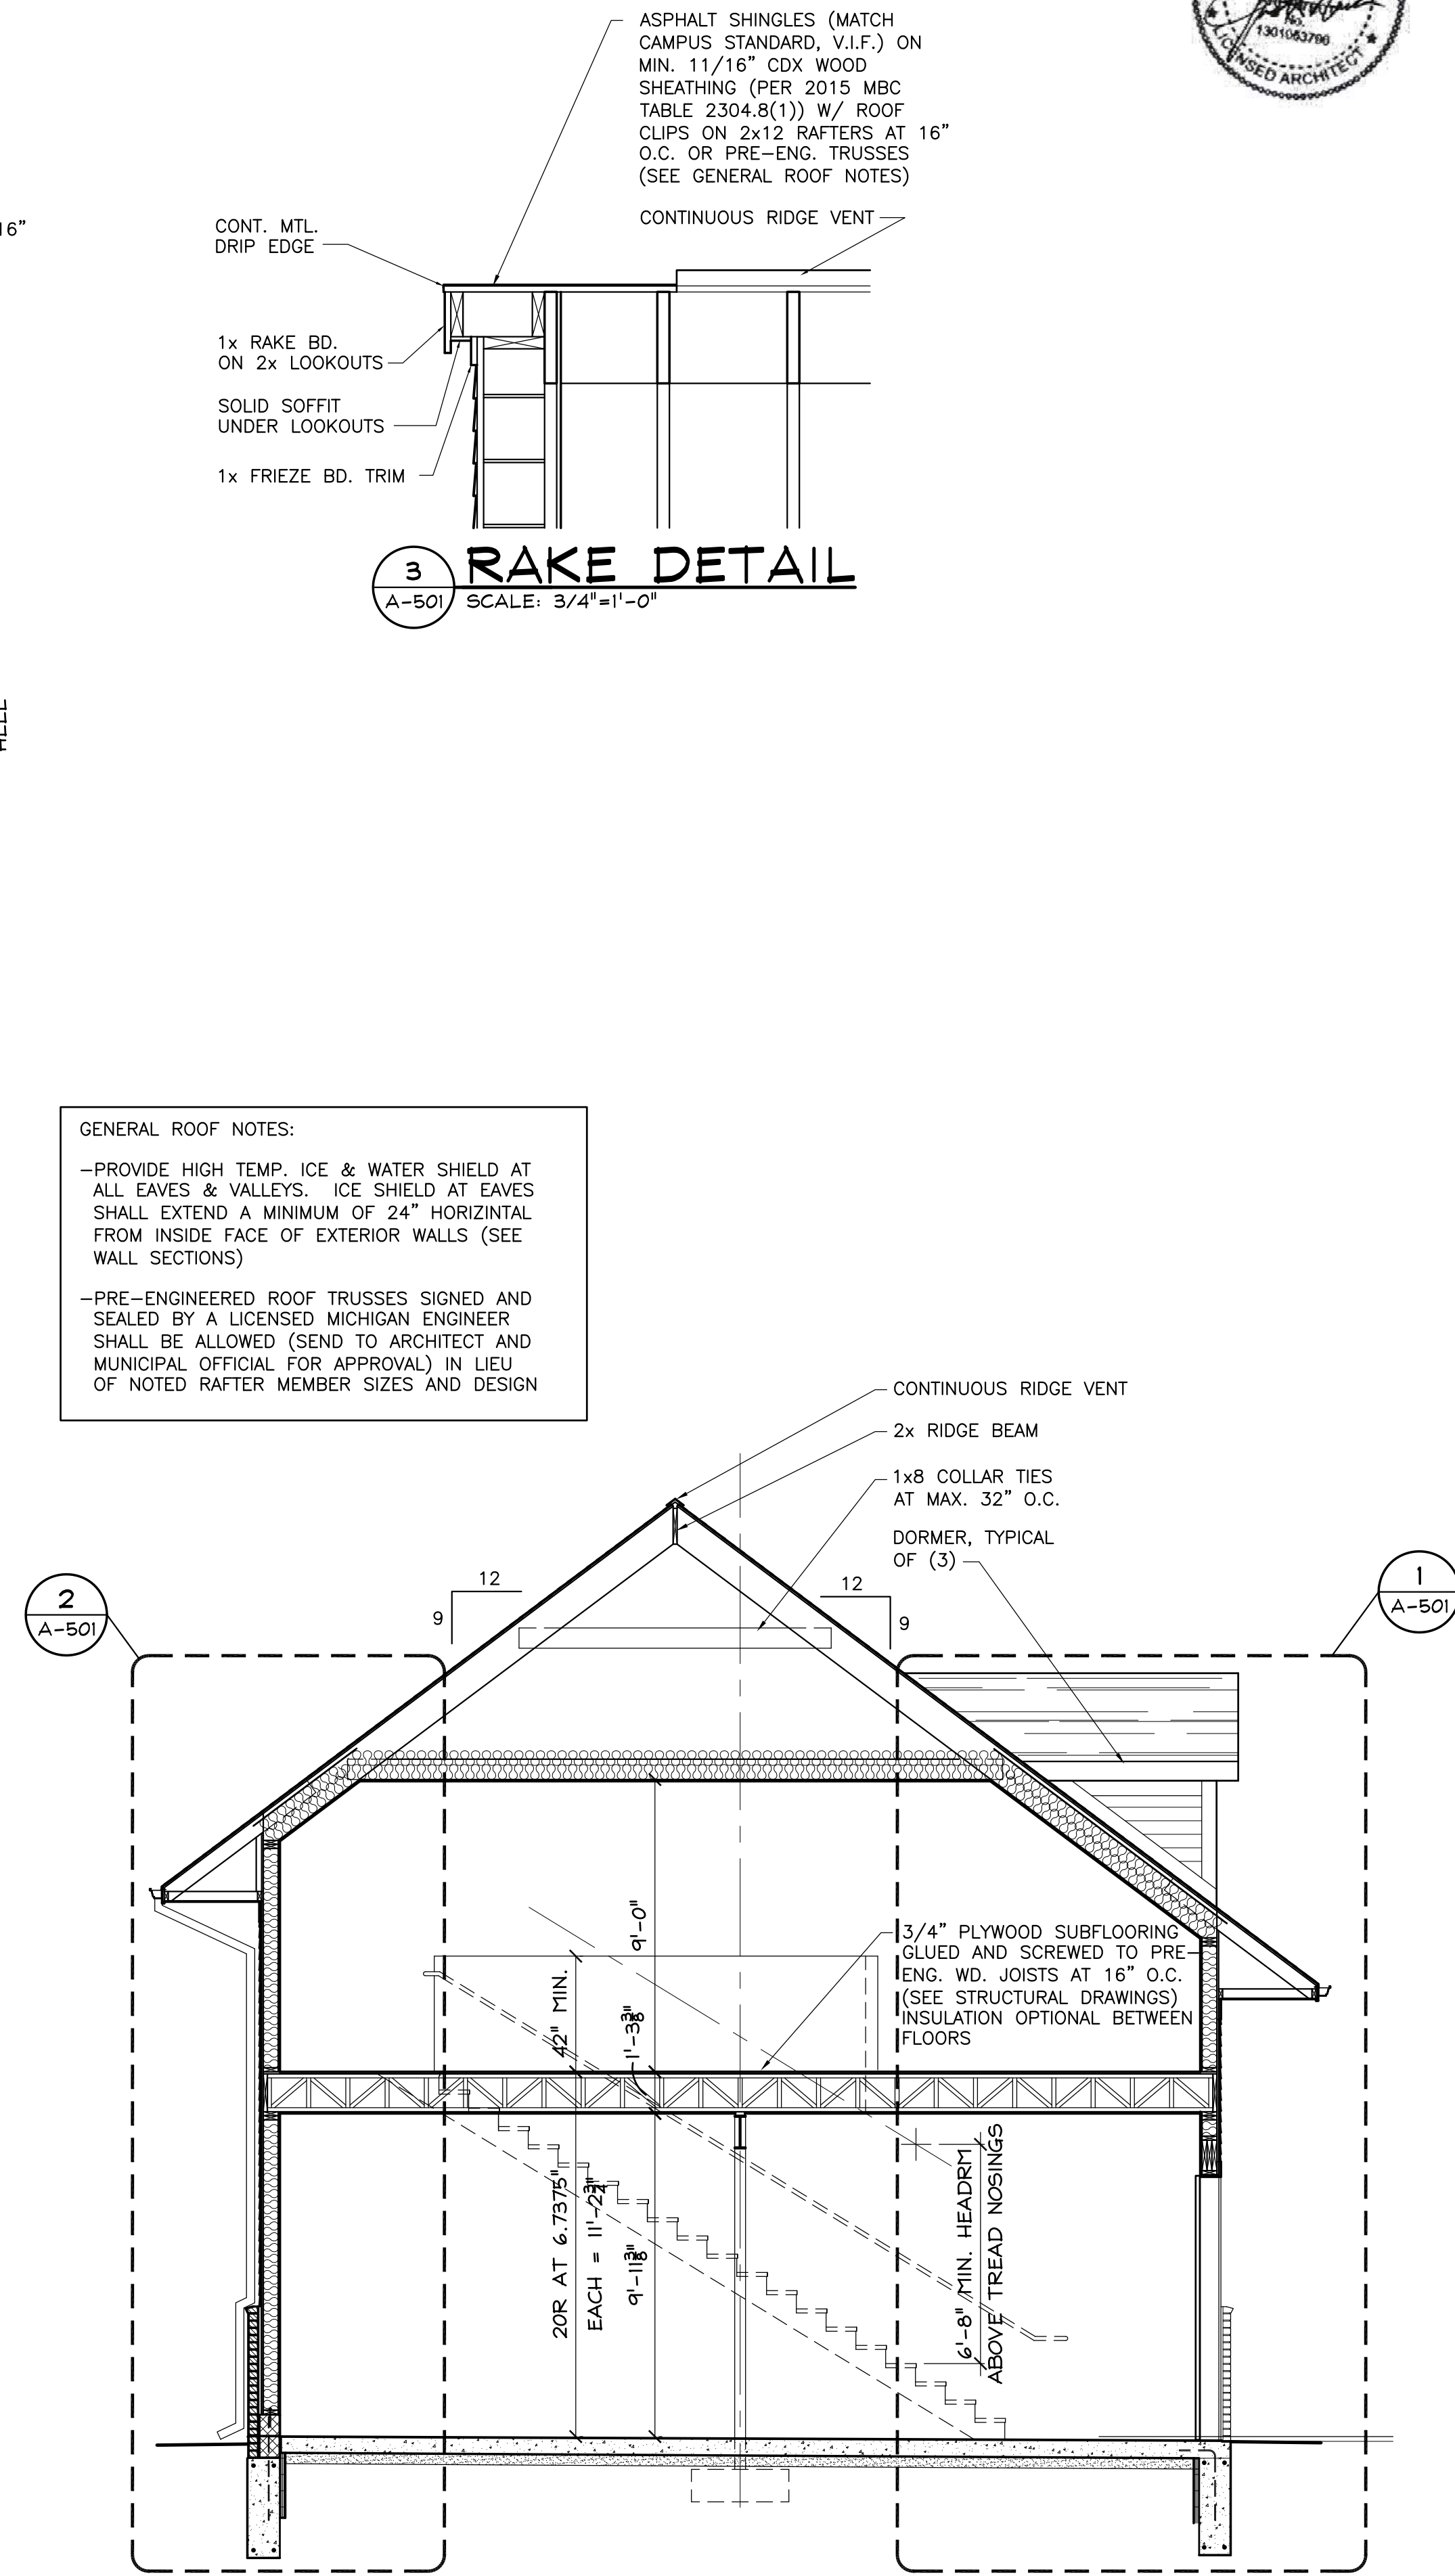 ASPHALT SHINGLES (MATCH
CAMPUS STANDARD, V.I.F.) ON
MIN. 11/16" CDX WOOD
SHEATHING (PER 2015 MBC
TABLE 2304.8(1)) W/ ROOF
CLIPS ON 2x12 RAFTERS AT 16"
O.C. OR PRE-ENG. TRUSSES
(SEE GENERAL ROOF NOTES)
CONTINUOUS RIDGE VENT
No.
1301053796
LICENSED ARCHITECT
16"
CONT. MTL.
DRIP EDGE
1x RAKE BD.
ON 2x LOOKOUTS
SOLID SOFFIT
UNDER LOOKOUTS
1x FRIEZE BD. TRIM
3
A-501
RAKE DETAIL
SCALE: 3/4"=1'-0"
GENERAL ROOF NOTES:
-PROVIDE HIGH TEMP. ICE & WATER SHIELD AT
ALL EAVES & VALLEYS. ICE SHIELD AT EAVES
SHALL EXTEND A MINIMUM OF 24" HORIZINTAL
FROM INSIDE FACE OF EXTERIOR WALLS (SEE
WALL SECTIONS)
-PRE-ENGINEERED ROOF TRUSSES SIGNED AND
SEALED BY A LICENSED MICHIGAN ENGINEER
SHALL BE ALLOWED (SEND TO ARCHITECT AND
MUNICIPAL OFFICIAL FOR APPROVAL) IN LIEU
OF NOTED RAFTER MEMBER SIZES AND DESIGN
CONTINUOUS RIDGE VENT
2x RIDGE BEAM
1x8 COLLAR TIES
AT MAX. 32" O.C.
DORMER, TYPICAL
OF (3)
2
A-501
12
9
12
9
1
A-501
3/4" PLYWOOD SUBFLOORING
GLUED AND SCREWED TO PRE-
ENG. WD. JOISTS AT 16" O.C.
(SEE STRUCTURAL DRAWINGS)
INSULATION OPTIONAL BETWEEN
FLOORS
9'-0"
42" MIN.
1'-3 3/8"
20R AT 6.7375"
EACH = 11'-2 3/4"
9'-11 3/8"
6'-8" MIN. HEADRM
ABOVE TREAD NOSINGS